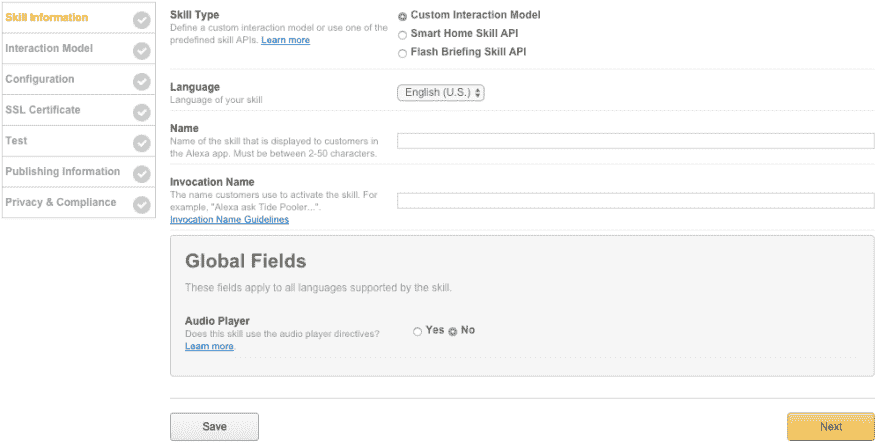 Skill Information
Interaction Model
Configuration
SSL Certificate
Test
Publishing Information
Privacy & Compliance
Skill Type
Define a custom interaction model or use one of the
predefined skill APIs. Learn more
Custom Interaction Model
Smart Home Skill API
Flash Briefing Skill API
Language
Language of your skill
English (U.S.)
Name
Name of the skill that is displayed to customers in
the Alexa app. Must be between 2-50 characters.
Invocation Name
The name customers use to activate the skill. For
example, "Alexa ask Tide Pooler...".
Invocation Name Guidelines
Global Fields
These fields apply to all languages supported by the skill.
Audio Player
Does this skill use the audio player directives?
Learn more.
Yes No
Save
Next